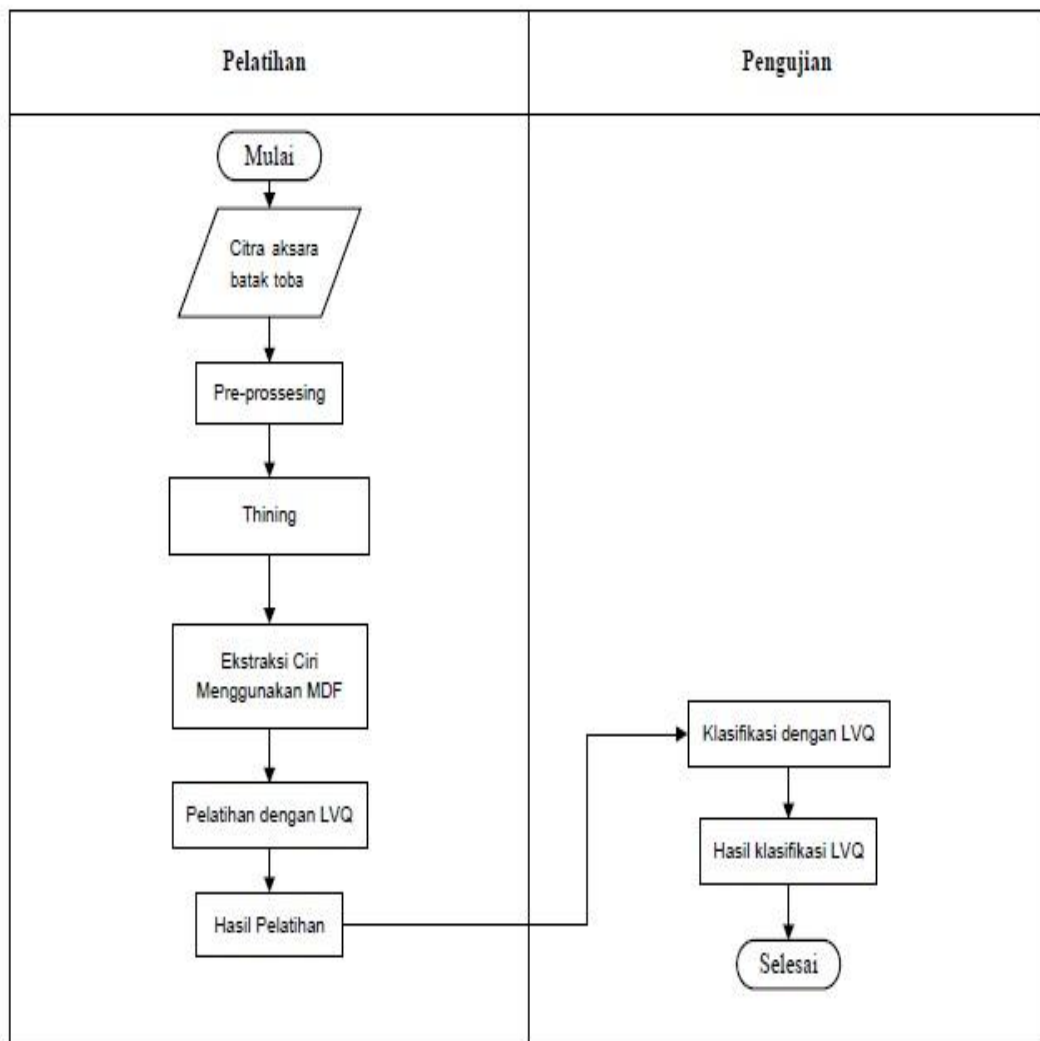 Pelatihan
Pengujian
Mulai
Citra aksara
batak toba
Pre-prossesing
Thining
Ekstraksi Ciri
Menggunakan MDF
Pelatihan dengan LVQ
Hasil Pelatihan
Klasifikasi dengan LVQ
Hasil klasifikasi LVQ
Selesai